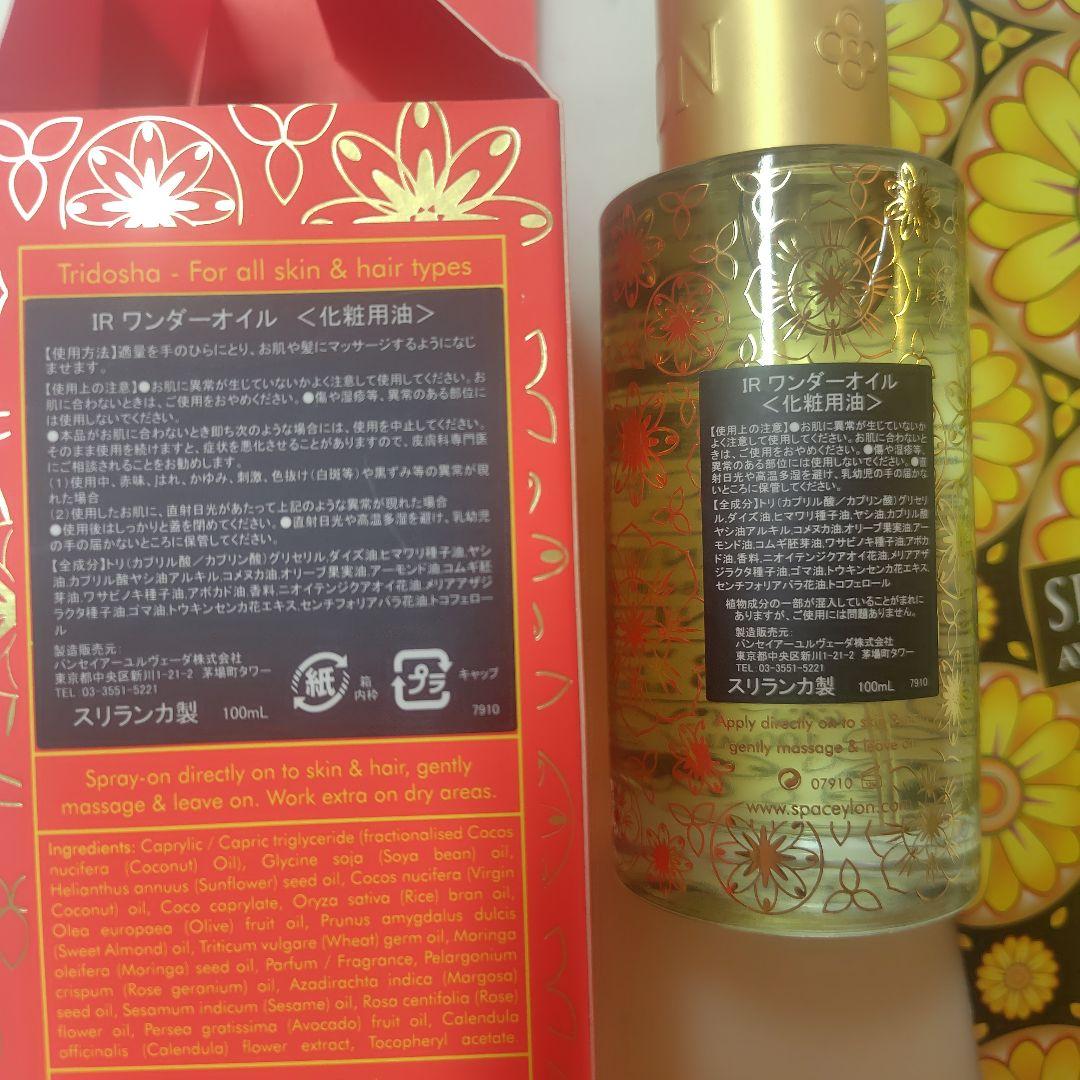 Tridosha - For all skin & hair types
IR ワンダーオイル <化粧用油>
【使用方法】適量を手のひらにとり、お肌や髪にマッサージするようになじ
ませます。
【使用上の注意】●お肌に異常が生じていないかよく注意して使用してください。お
肌に合わないときは、ご使用をおやめください。●傷や湿疹等、異常のある部位に
は使用しないでください。
●本品がお肌に合わないとき即ち次のような場合には、使用を中止してください。
そのまま使用を続けますと、症状を悪化させることがありますので、皮膚科専門医
にご相談されることをお勧めします。
(1)使用中、赤味、はれ、かゆみ、刺激、色抜け(白斑等)や黒ずみ等の異常が現
れた場合
(2)使用したお肌に、直射日光があたって上記のような異常が現れた場合
●使用後はしっかりと蓋を閉めてください。●直射日光や高温多湿を避け、乳幼児
の手の届かないところに保管してください。
【全成分】トリ(カプリル酸/カプリン酸)グリセリル,ダイズ油,ヒマワリ種子油,ヤシ
油,カプリル酸ヤシ油アルキル,コメヌカ油,オリーブ果実油,アーモンド油,コムギ胚
芽油,ワサビノキ種子油,アボカド油,香料,ニオイテンジクアオイ花油,メリアアザジ
ラクタ種子油,ゴマ油,トウキンセンカ花エキス,センチフォリアバラ花油,トコフェロー
ル
製造販売元:
バンセイアーユルヴェーダ株式会社
東京都中央区新川1-21-2 茅場町タワー
TEL 03-3551-5221
スリランカ製 100mL
紙 箱
内枠
プラ キャップ
7910
Spray-on directly on to skin & hair, gently
massage & leave on. Work extra on dry areas.
Ingredients: Caprylic / Capric triglyceride (fractionalised Cocos
nucifera (Coconut) Oil), Glycine soja (Soya bean) oil,
Helianthus annuus (Sunflower) seed oil, Cocos nucifera (Virgin
Coconut) oil, Coco caprylate, Oryza sativa (Rice) bran oil,
Olea europaea (Olive) fruit oil, Prunus amygdalus dulcis
(Sweet Almond) oil, Triticum vulgare (Wheat) germ oil, Moringa
oleifera (Moringa) seed oil, Parfum / Fragrance, Pelargonium
crispum (Rose geranium) oil, Azadirachta indica (Margosa)
seed oil, Sesamum indicum (Sesame) oil, Rosa centifolia (Rose)
flower oil, Persea gratissima (Avocado) fruit oil, Calendula
officinalis (Calendula) flower extract, Tocopheryl acetate.
N
IR ワンダーオイル
<化粧用油>
【使用上の注意】●お肌に異常が生じていないか
よく注意して使用してください。お肌に合わないと
きは、ご使用をおやめください。●傷や湿疹等、
異常のある部位には使用しないでください。●直
射日光や高温多湿を避け、乳幼児の手の届かな
いところに保管してください。
【全成分】トリ(カプリル酸/カプリン酸)グリセリ
ル,ダイズ油,ヒマワリ種子油,ヤシ油,カプリル酸
ヤシ油アルキル,コメヌカ油,オリーブ果実油,アー
モンド油,コムギ胚芽油,ワサビノキ種子油,アボカ
ド油,香料,ニオイテンジクアオイ花油,メリアアザ
ジラクタ種子油,ゴマ油,トウキンセンカ花エキス,
センチフォリアバラ花油,トコフェロール
植物成分の一部が混入していることがまれに
ありますが、ご使用には問題ありません。
製造販売元:
バンセイアーユルヴェーダ株式会社
東京都中央区新川1-21-2 茅場町タワー
TEL 03-3551-5221
スリランカ製 100mL 7910
Apply directly on to skin &
gently massage & leave on
07910
www.spaceylon.com